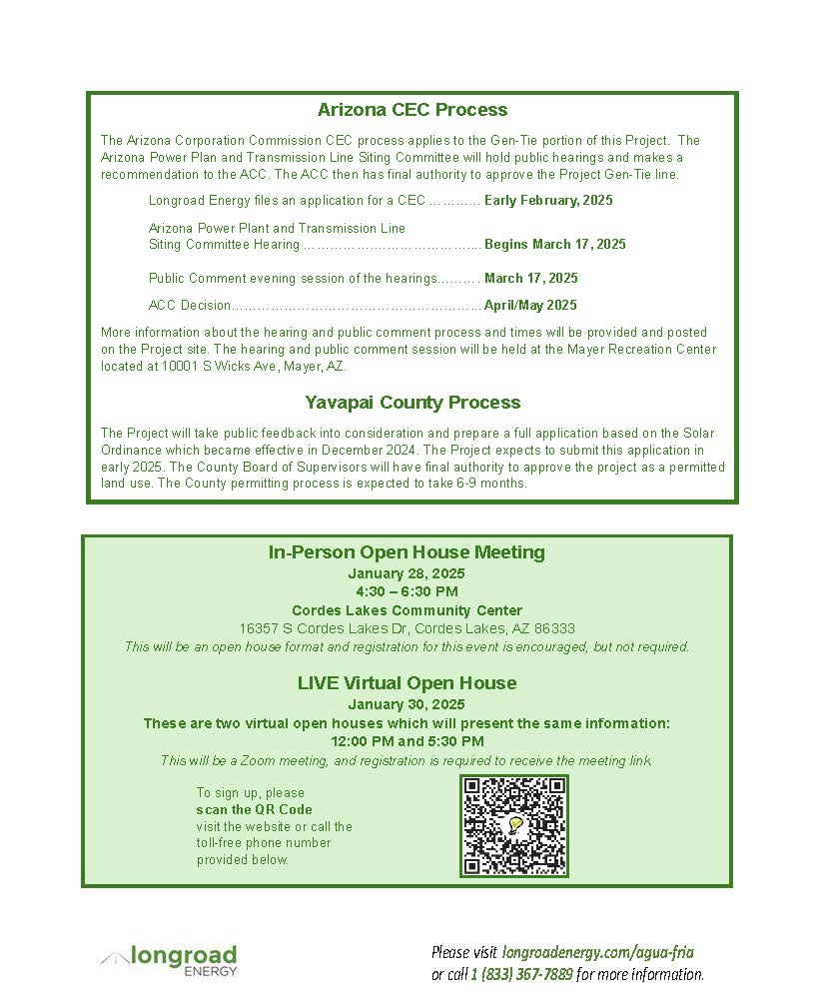 Arizona CEC Process
The Arizona Corporation Commission CEC process applies to the Gen-Tie portion of this Project. The
Arizona Power Plan and Transmission Line Siting Committee will hold public hearings and makes a
recommendation to the ACC. The ACC then has final authority to approve the Project Gen-Tie line.
Longroad Energy files an application for a CEC ………… Early February, 2025
Arizona Power Plant and Transmission Line
Siting Committee Hearing ………………………………... Begins March 17, 2025
Public Comment evening session of the hearings………. March 17, 2025
ACC Decision………………………………………………... April/May 2025
More information about the hearing and public comment process and times will be provided and posted
on the Project site. The hearing and public comment session will be held at the Mayer Recreation Center
located at 10001 S Wicks Ave, Mayer, AZ.
Yavapai County Process
The Project will take public feedback into consideration and prepare a full application based on the Solar
Ordinance which became effective in December 2024. The Project expects to submit this application in
early 2025. The County Board of Supervisors will have final authority to approve the project as a permitted
land use. The County permitting process is expected to take 6-9 months.
In-Person Open House Meeting
January 28, 2025
4:30 – 6:30 PM
Cordes Lakes Community Center
16357 S Cordes Lakes Dr, Cordes Lakes, AZ 86333
This will be an open house format and registration for this event is encouraged, but not required.
LIVE Virtual Open House
January 30, 2025
These are two virtual open houses which will present the same information:
12:00 PM and 5:30 PM
This will be a Zoom meeting, and registration is required to receive the meeting link.
To sign up, please
scan the QR Code
visit the website or call the
toll-free phone number
provided below.
longroad
ENERGY
Please visit longroadenergy.com/agua-fria
or call 1 (833) 367-7889 for more information.